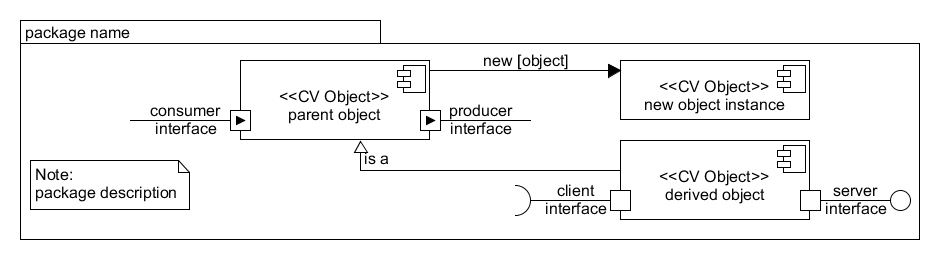 package name
new [object]
<<CV Object>>
parent object
<<CV Object>>
new object instance
consumer
interface
producer
interface
is a
Note:
package description
<<CV Object>>
derived object
client
interface
server
interface